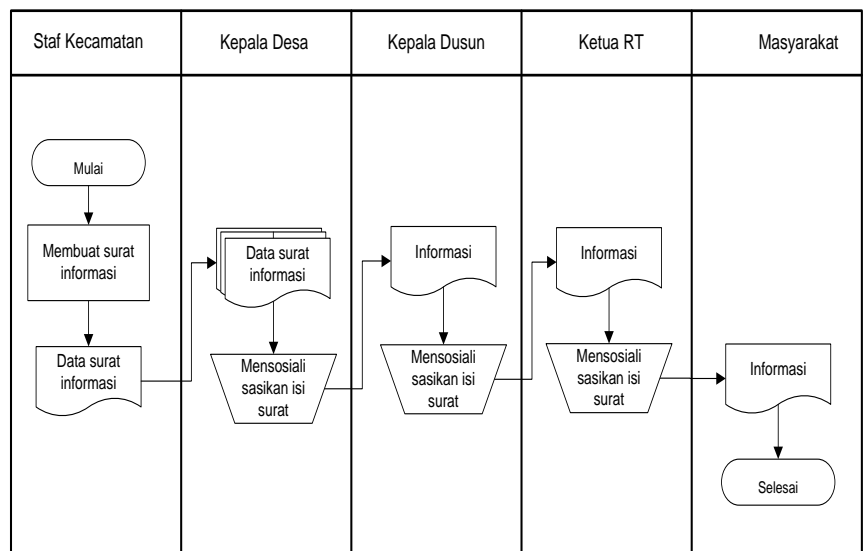 Staf Kecamatan
Kepala Desa
Kepala Dusun
Ketua RT
Masyarakat
Mulai
Membuat surat
informasi
Data surat
informasi
Data surat
informasi
Mensosiali
sasikan isi
surat
Informasi
Mensosiali
sasikan isi
surat
Informasi
Mensosiali
sasikan isi
surat
Informasi
Selesai